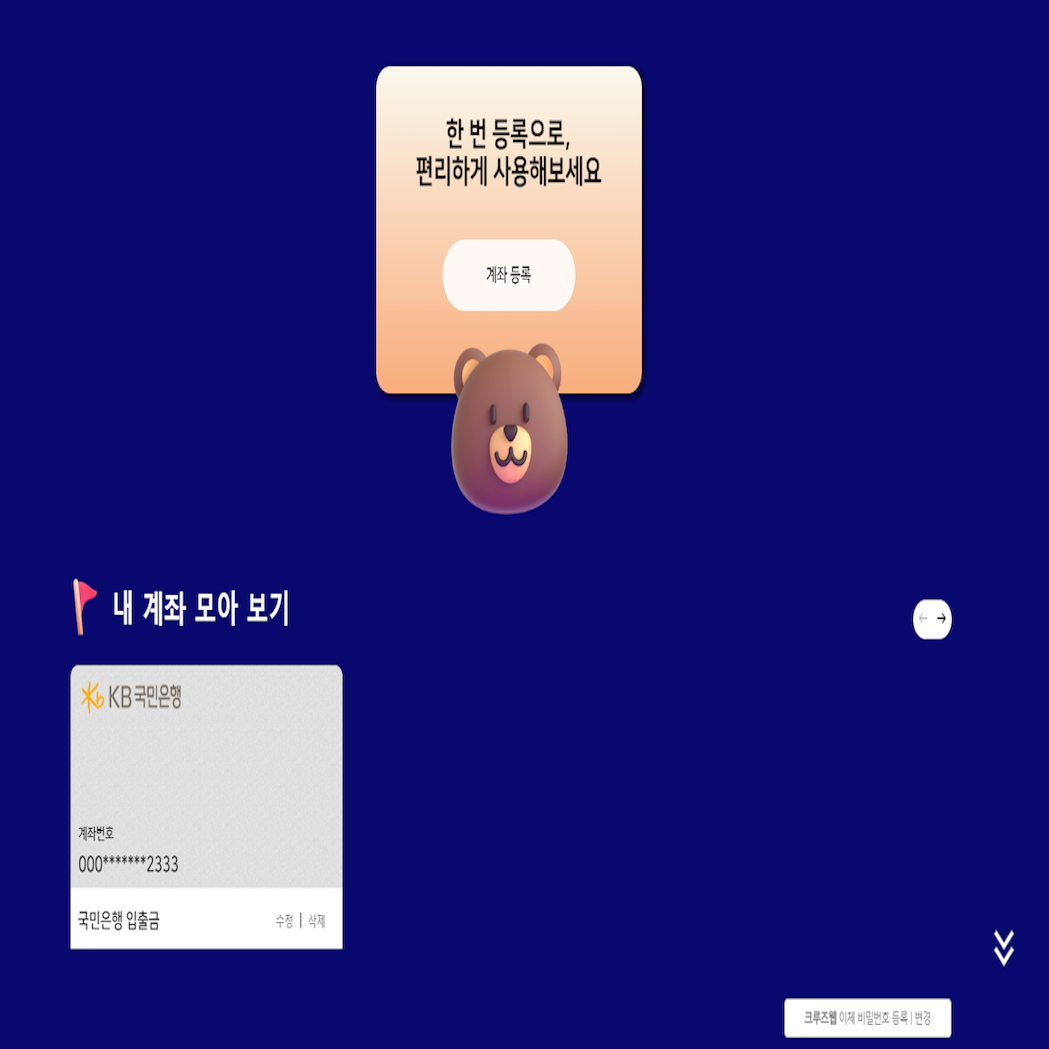 한 번 등록으로,
편리하게 사용해보세요
계좌 등록
내 계좌 모아 보기
KB 국민은행
계좌번호
000*******2333
국민은행 입출금
수정 | 삭제
크루즈웹 이체 비밀번호 등록 | 변경